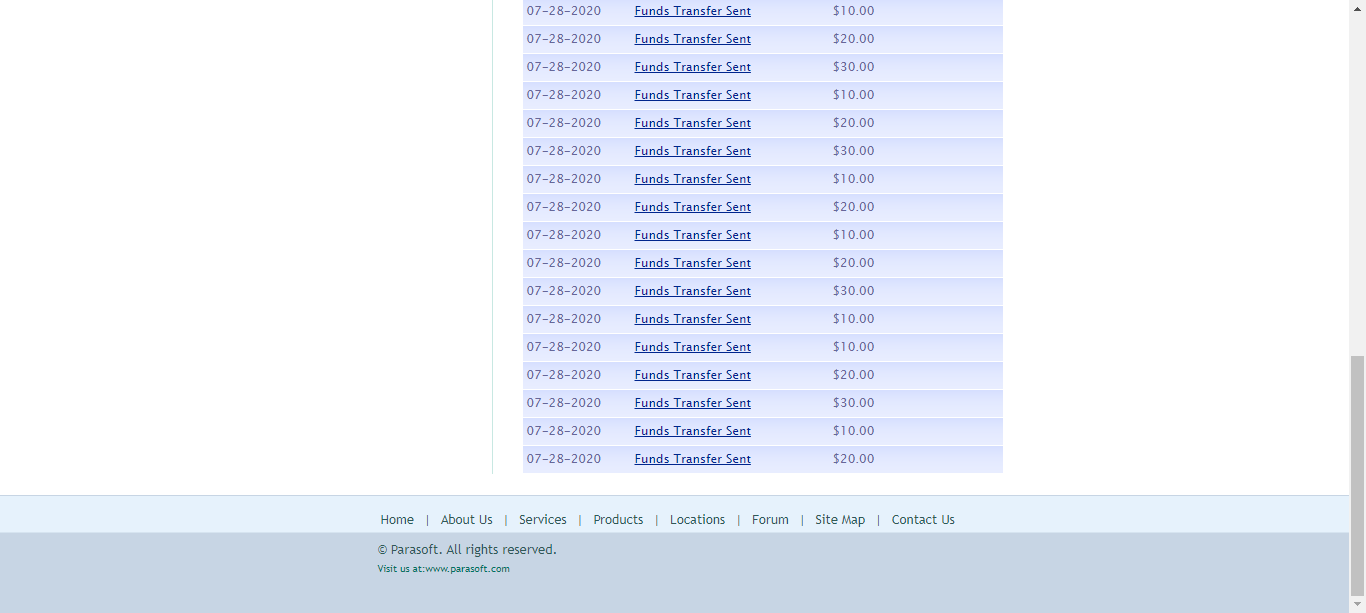 07-28-2020 Funds Transfer Sent $10.00
07-28-2020 Funds Transfer Sent $20.00
07-28-2020 Funds Transfer Sent $30.00
07-28-2020 Funds Transfer Sent $10.00
07-28-2020 Funds Transfer Sent $20.00
07-28-2020 Funds Transfer Sent $30.00
07-28-2020 Funds Transfer Sent $10.00
07-28-2020 Funds Transfer Sent $20.00
07-28-2020 Funds Transfer Sent $10.00
07-28-2020 Funds Transfer Sent $20.00
07-28-2020 Funds Transfer Sent $30.00
07-28-2020 Funds Transfer Sent $10.00
07-28-2020 Funds Transfer Sent $10.00
07-28-2020 Funds Transfer Sent $20.00
07-28-2020 Funds Transfer Sent $30.00
07-28-2020 Funds Transfer Sent $10.00
07-28-2020 Funds Transfer Sent $20.00
Home | About Us | Services | Products | Locations | Forum | Site Map | Contact Us
© Parasoft. All rights reserved.
Visit us at:www.parasoft.com